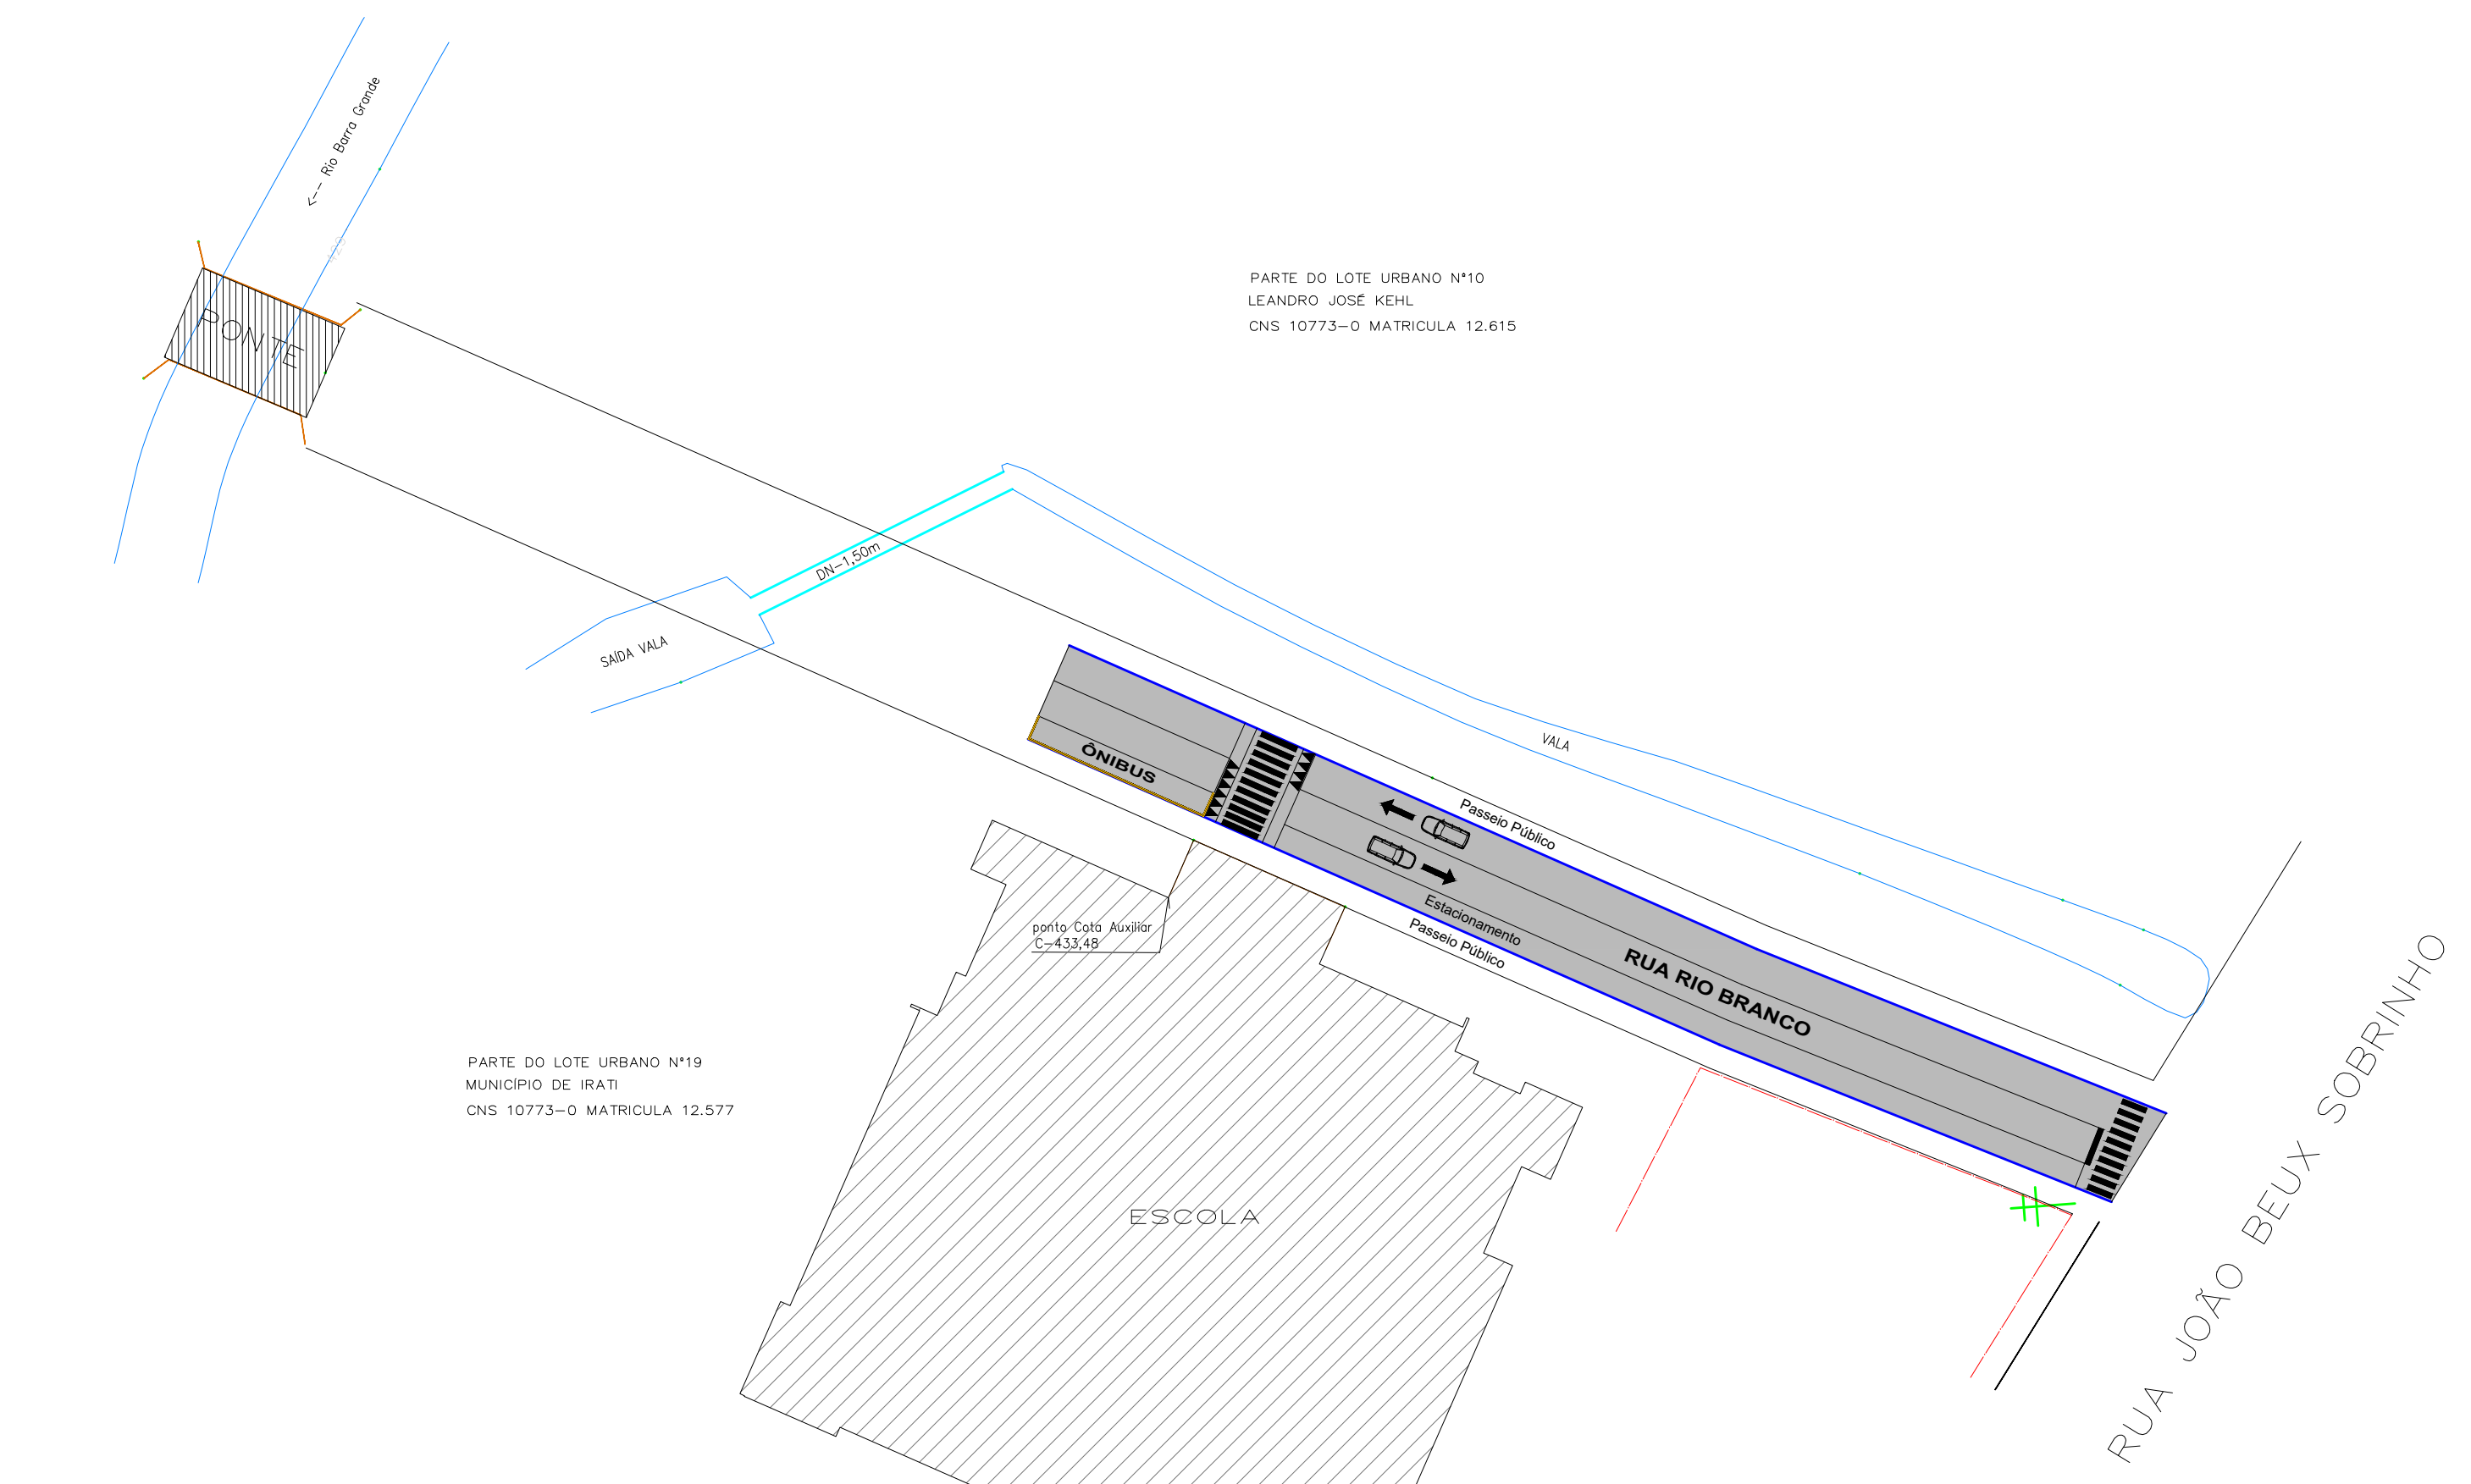 <-- Rio Barra Grande
PONTE
PARTE DO LOTE URBANO Nº10
LEANDRO JOSÉ KEHL
CNS 10773-0 MATRICULA 12.615
DN-1,50m
SAÍDA VALA
VALA
ÔNIBUS
Passeio Público
Estacionamento
Passeio Público
RUA RIO BRANCO
ponto Cota Auxiliar
C-433,48
PARTE DO LOTE URBANO Nº19
MUNICÍPIO DE IRATI
CNS 10773-0 MATRICULA 12.577
ESCOLA
RUA JOÃO BEUX SOBRINHO